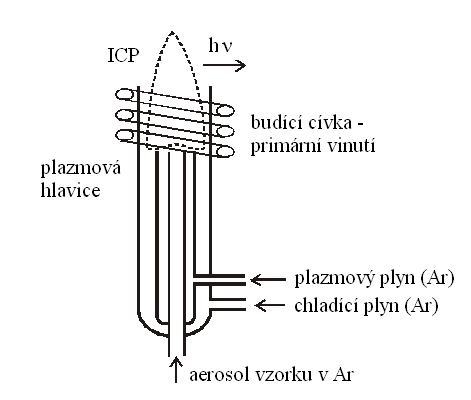 ICP
hν
budící cívka -
primární vinutí
plazmová
hlavice
plazmový plyn (Ar)
chladící plyn (Ar)
aerosol vzorku v Ar